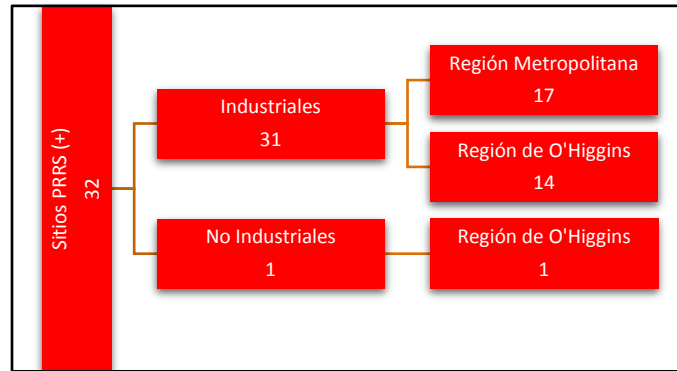 Sitios PRRS (+)
32
Industriales
31
Región Metropolitana
17
Región de O'Higgins
14
No Industriales
1
Región de O'Higgins
1